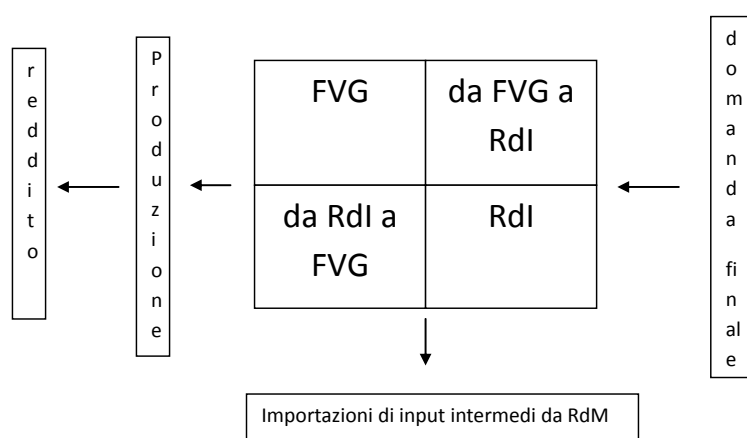 reddito
Produzione
FVG
da FVG a
RdI
da RdI a
FVG
RdI
domanda finale
Importazioni di input intermedi da RdM